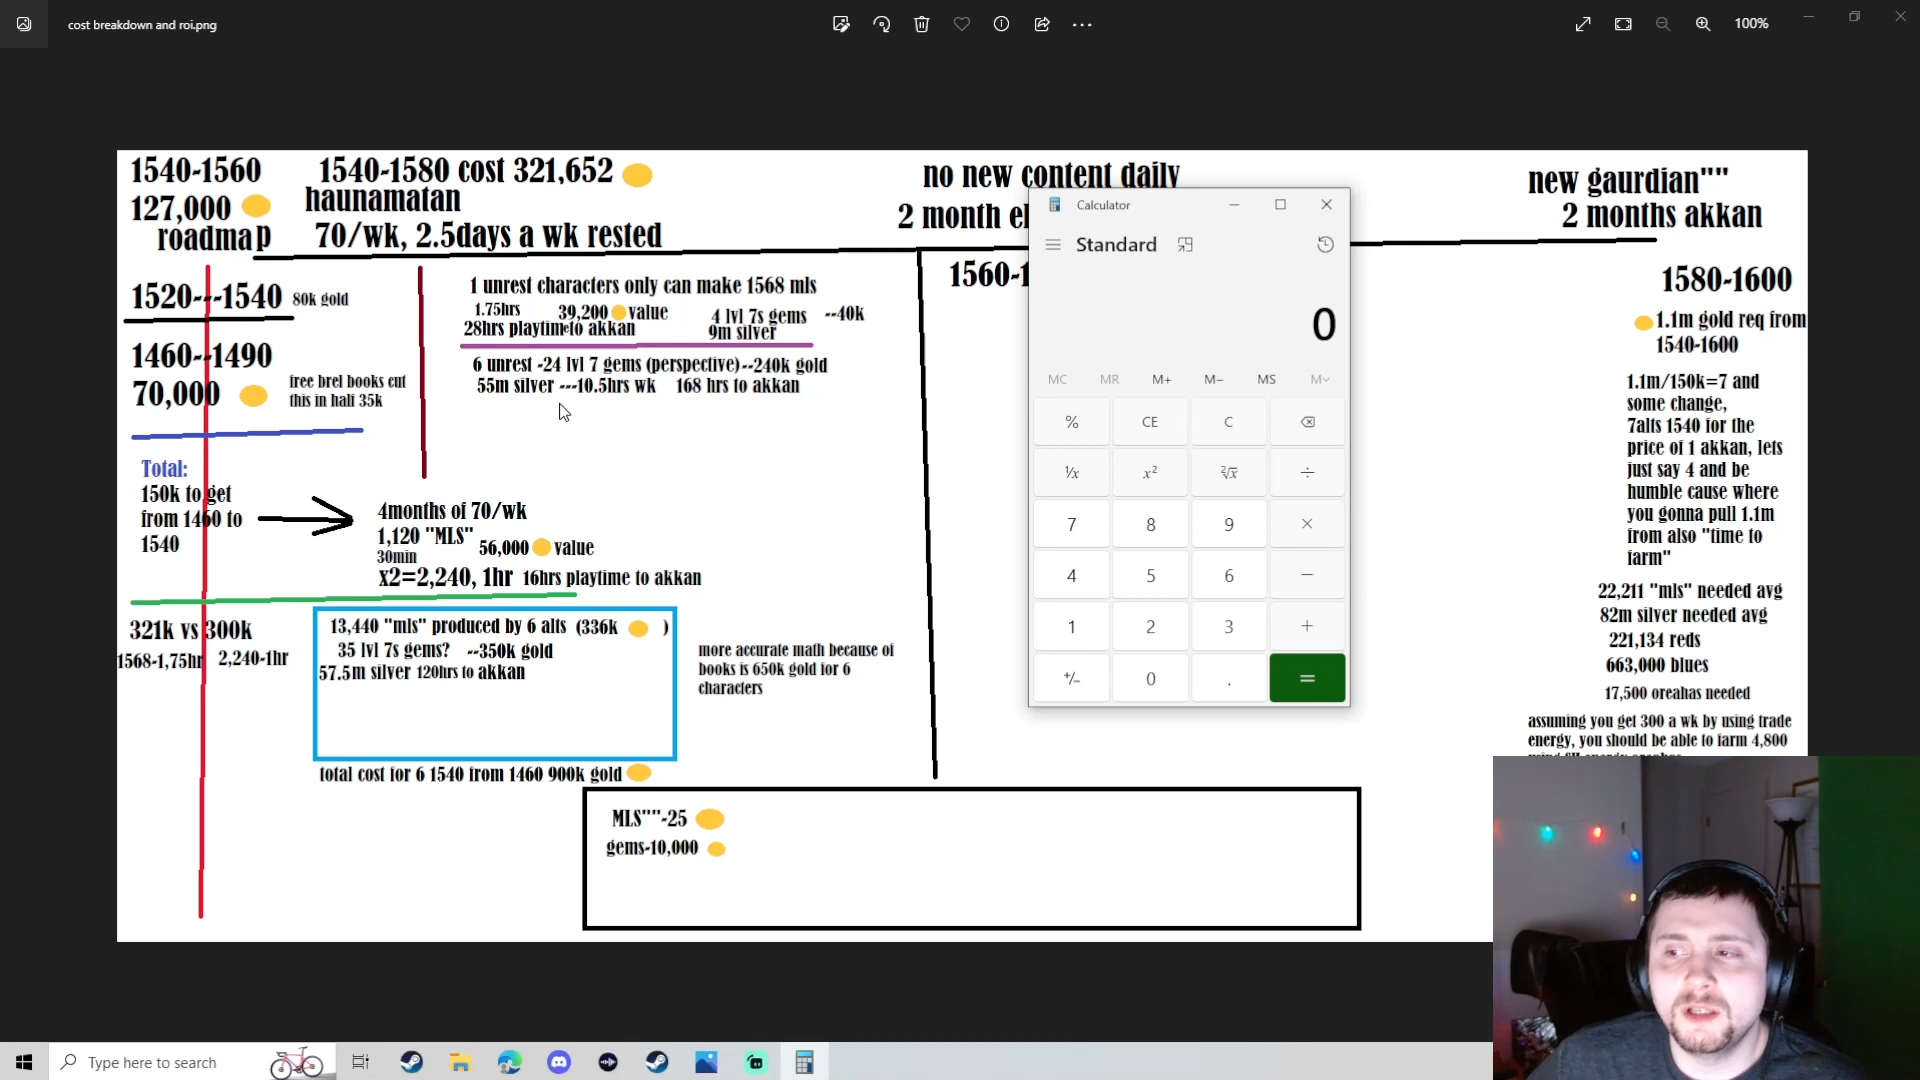 cost breakdown and roi.png
100%
1540-1560
127,000
roadmap
1540-1580 cost 321,652
haunamatan
70/wk, 2.5days a wk rested
no new content daily
2 month el
new gaurdian""
2 months akkan
1520---1540 80k gold
1460--1490
70,000
free brel books cut
this in half 35k
Total:
150k to get
from 1460 to
1540
1 unrest characters only can make 1568 mls
1.75hrs 39,200 value 4 lvl 7s gems --40k
28hrs playtime to akkan 9m silver
6 unrest -24 lvl 7 gems (perspective)--240k gold
55m silver ---10.5hrs wk 168 hrs to akkan
4months of 70/wk
1,120 "MLS"
30min
56,000 value
x2=2,240, 1hr 16hrs playtime to akkan
321k vs 300k
1568-1,75hr 2,240-1hr
13,440 "mls" produced by 6 alts (336k )
35 lvl 7s gems? --350k gold
57.5m silver 120hrs to akkan
more accurate math because of
books is 650k gold for 6
characters
total cost for 6 1540 from 1460 900k gold
MLS""-25
gems-10,000
1560-1
Calculator
Standard
0
MC MR M+ M− MS M
% CE C
¹/x x² ²√x ÷
7 8 9 ×
4 5 6 −
1 2 3 +
+/− 0 . =
1580-1600
1.1m gold req from
1540-1600
1.1m/150k=7 and
some change,
7alts 1540 for the
price of 1 akkan, lets
just say 4 and be
humble cause where
you gonna pull 1.1m
from also "time to
farm"
22,211 "mls" needed avg
82m silver needed avg
221,134 reds
663,000 blues
17,500 oreahas needed
assuming you get 300 a wk by using trade
energy, you should be able to farm 4,800
Type here to search